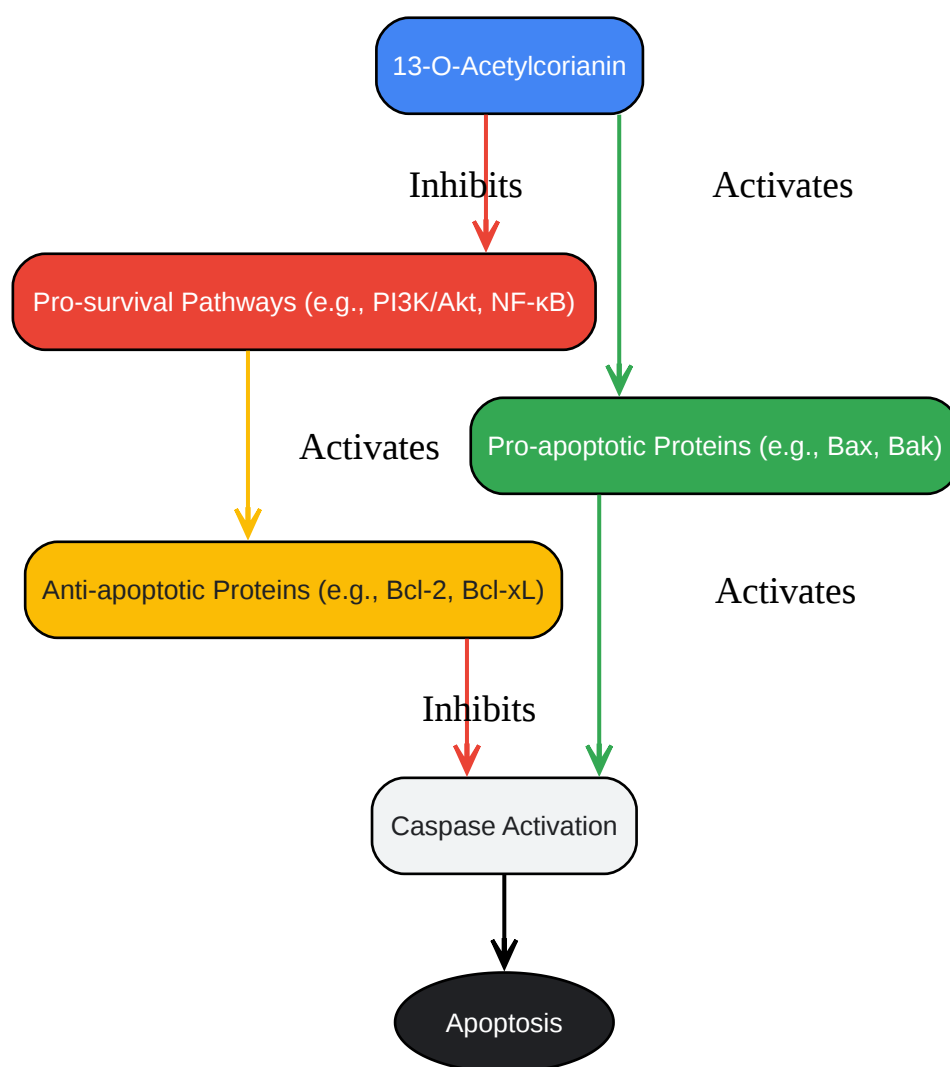 13-O-Acetylcorianin
Inhibits
Activates
Pro-survival Pathways (e.g., PI3K/Akt, NF-κB)
Activates
Pro-apoptotic Proteins (e.g., Bax, Bak)
Anti-apoptotic Proteins (e.g., Bcl-2, Bcl-xL)
Activates
Inhibits
Caspase Activation
Apoptosis